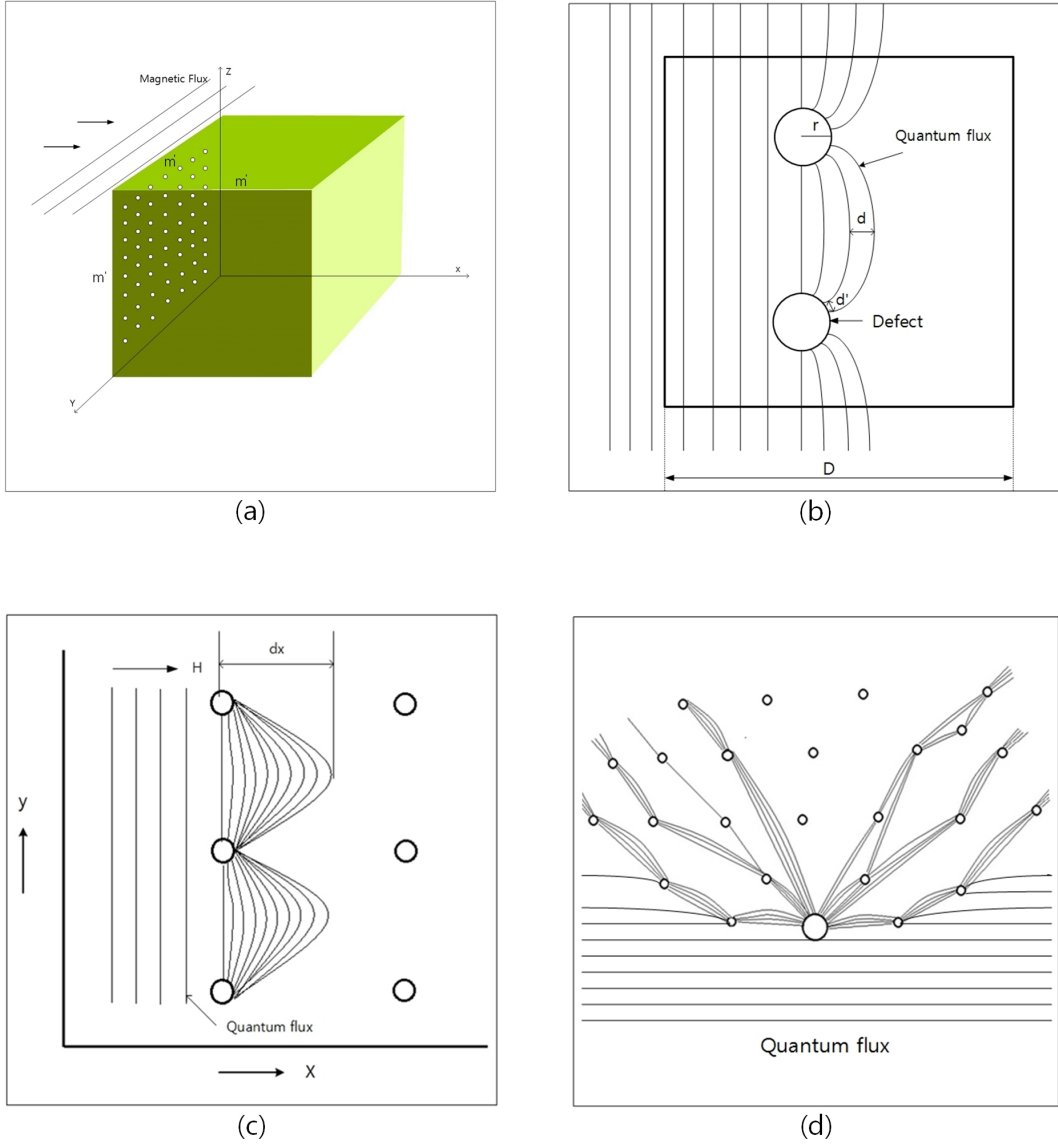 Magnetic Flux
Z
m'
m'
m'
x
Y
(a)
r
Quantum flux
d
d'
Defect
D
(b)
dx
H
y
Quantum flux
X
(c)
Quantum flux
(d)